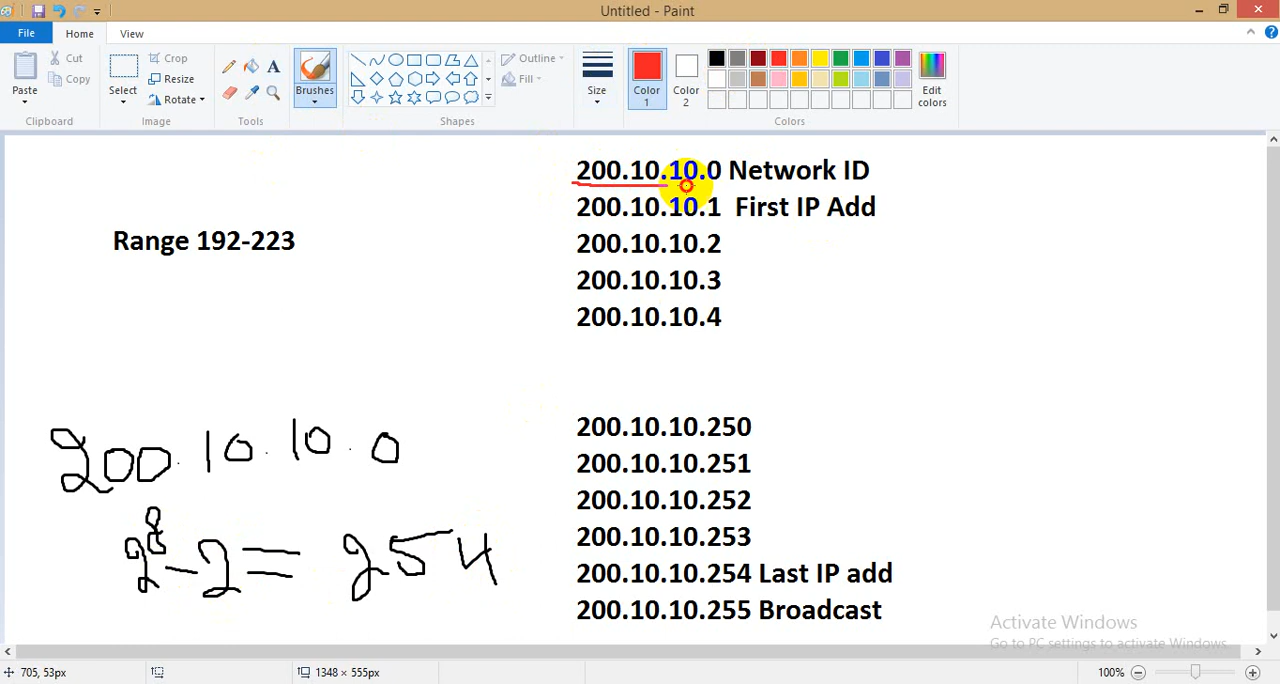 Untitled - Paint
File Home View
Paste
Cut
Copy
Clipboard
Select
Crop
Resize
Rotate
Image
A
Tools
Brushes
Shapes
Outline
Fill
Size
Color 1
Color 2
Edit colors
Colors
200.10.10.0 Network ID
200.10.10.1 First IP Add
200.10.10.2
200.10.10.3
200.10.10.4
Range 192-223
200.10.10.250
200.10.10.251
200.10.10.252
200.10.10.253
200.10.10.254 Last IP add
200.10.10.255 Broadcast
200.10.10.0
2⁸-2=254
Activate Windows
Go to PC settings to activate Windows.
705, 53px
1348 × 555px
100%